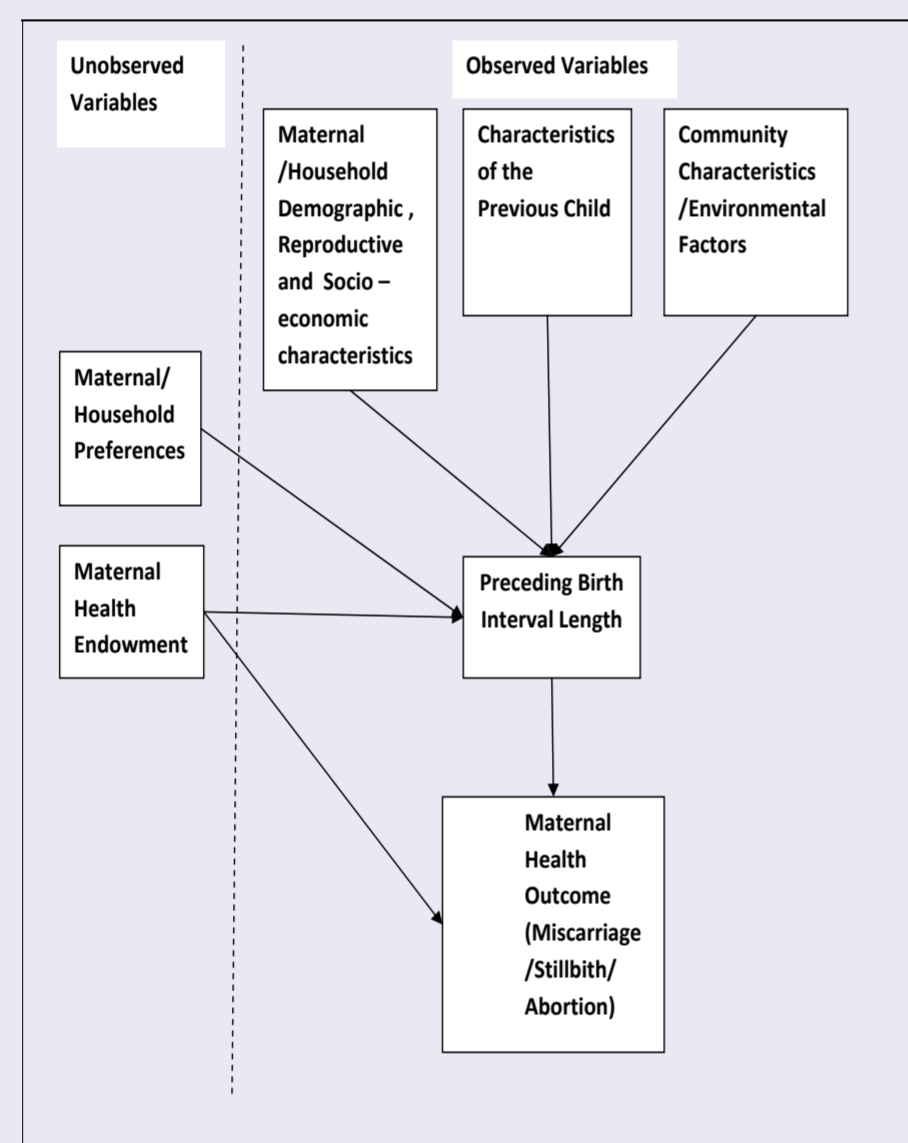 Unobserved
Variables
Observed Variables
Maternal
/Household
Demographic ,
Reproductive
and Socio –
economic
characteristics
Characteristics
of the
Previous Child
Community
Characteristics
/Environmental
Factors
Maternal/
Household
Preferences
Maternal
Health
Endowment
Preceding Birth
Interval Length
Maternal
Health
Outcome
(Miscarriage
/Stillbith/
Abortion)